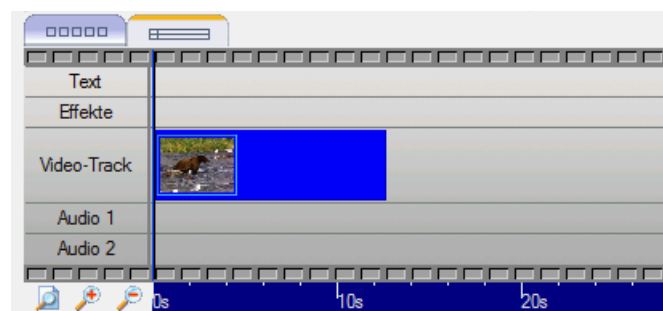 Text
Effekte
Video-Track
Audio 1
Audio 2
0s 10s 20s